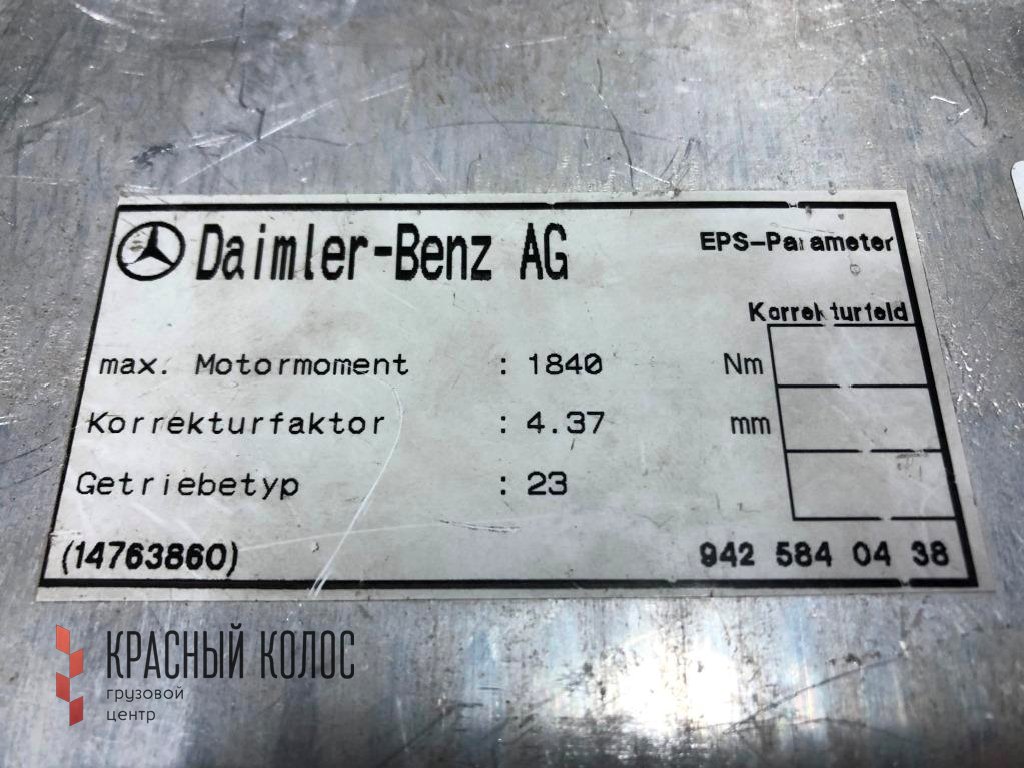 Daimler-Benz AG EPS-Parameter
Korrekturfeld
max. Motormoment : 1840 Nm
Korrekturfaktor : 4.37 mm
Getriebetyp : 23
(14763860) 942 584 04 38
КРАСНЫЙ КОЛОС
грузовой
центр